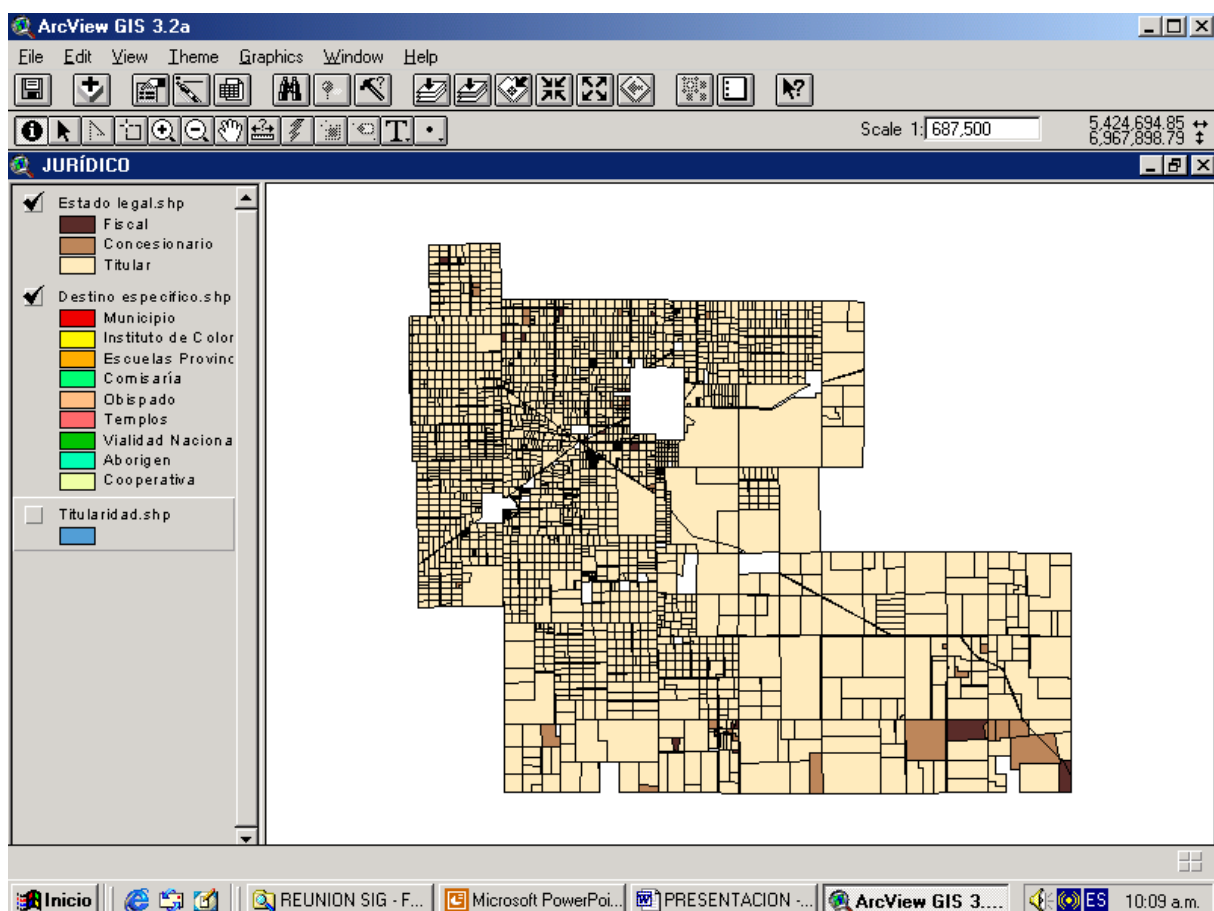 ArcView GIS 3.2a
File Edit View Theme Graphics Window Help
Scale 1: 687,500
5,424,694.85
6,967,898.79
JURÍDICO
Estado legal.shp
Fiscal
Concesionario
Titular
Destino especifico.shp
Municipio
Instituto de Color
Escuelas Provinc
Comisaría
Obispado
Templos
Vialidad Naciona
Aborigen
Cooperativa
Titularidad.shp
Inicio
REUNION SIG - F...
Microsoft PowerPoi...
PRESENTACION -...
ArcView GIS 3....
ES
10:09 a.m.